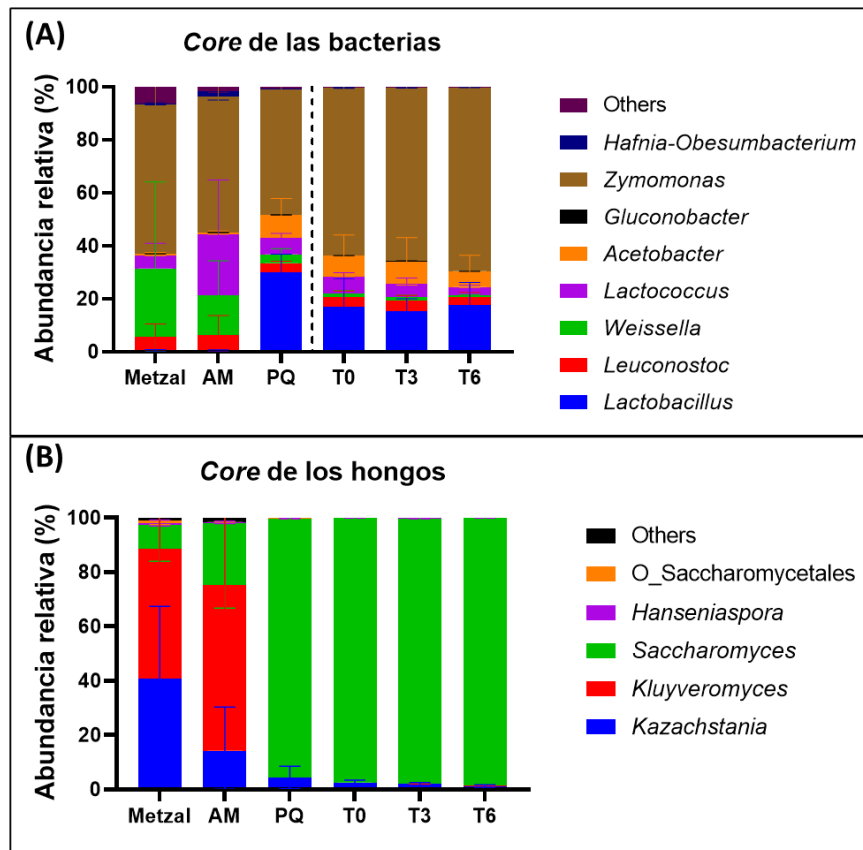 (A)
Core de las bacterias
Abundancia relativa (%)
100
80
60
40
20
0
Metzal AM PQ T0 T3 T6
Others
Hafnia-Obesumbacterium
Zymomonas
Gluconobacter
Acetobacter
Lactococcus
Weissella
Leuconostoc
Lactobacillus
(B)
Core de los hongos
Abundancia relativa (%)
100
80
60
40
20
0
Metzal AM PQ T0 T3 T6
Others
O_Saccharomycetales
Hanseniaspora
Saccharomyces
Kluyveromyces
Kazachstania